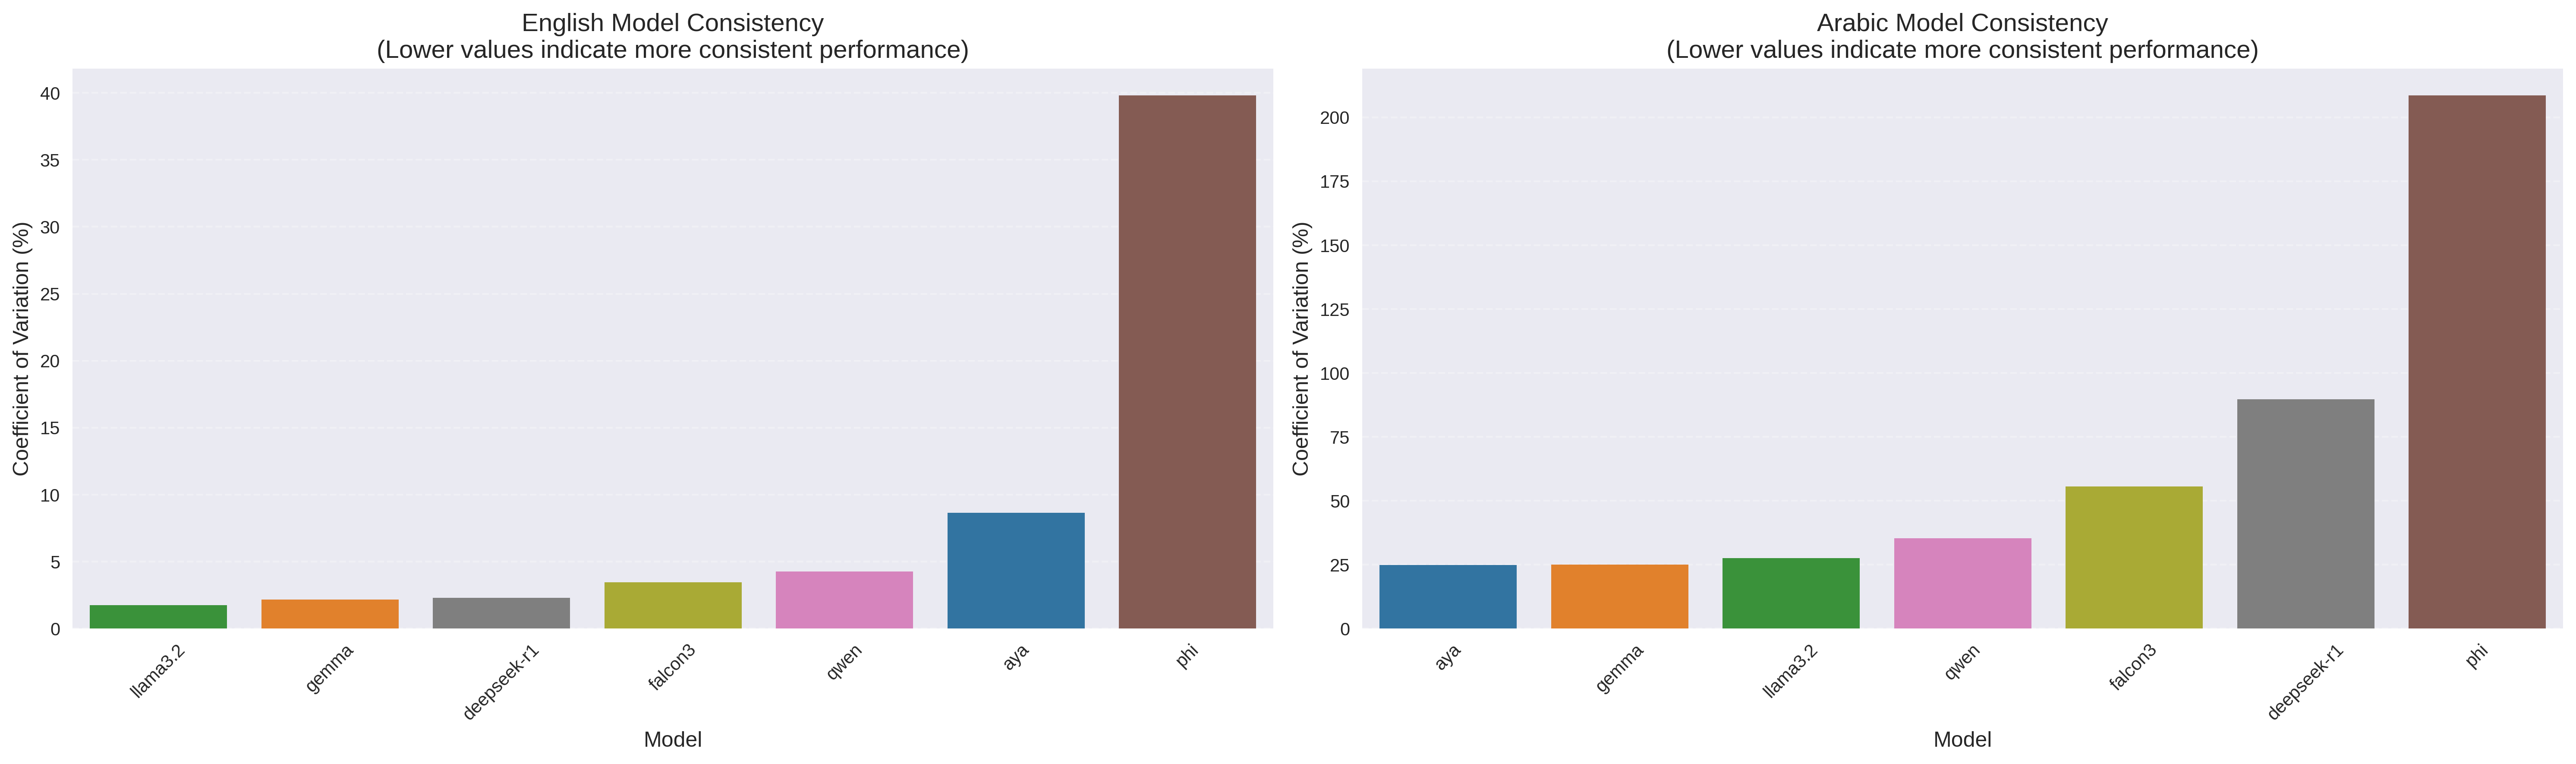 English Model Consistency
(Lower values indicate more consistent performance)
Coefficient of Variation (%)
40
35
30
25
20
15
10
5
0
llama3.2
gemma
deepseek-r1
falcon3
qwen
aya
phi
Model
Arabic Model Consistency
(Lower values indicate more consistent performance)
Coefficient of Variation (%)
200
175
150
125
100
75
50
25
0
aya
gemma
llama3.2
qwen
falcon3
deepseek-r1
phi
Model